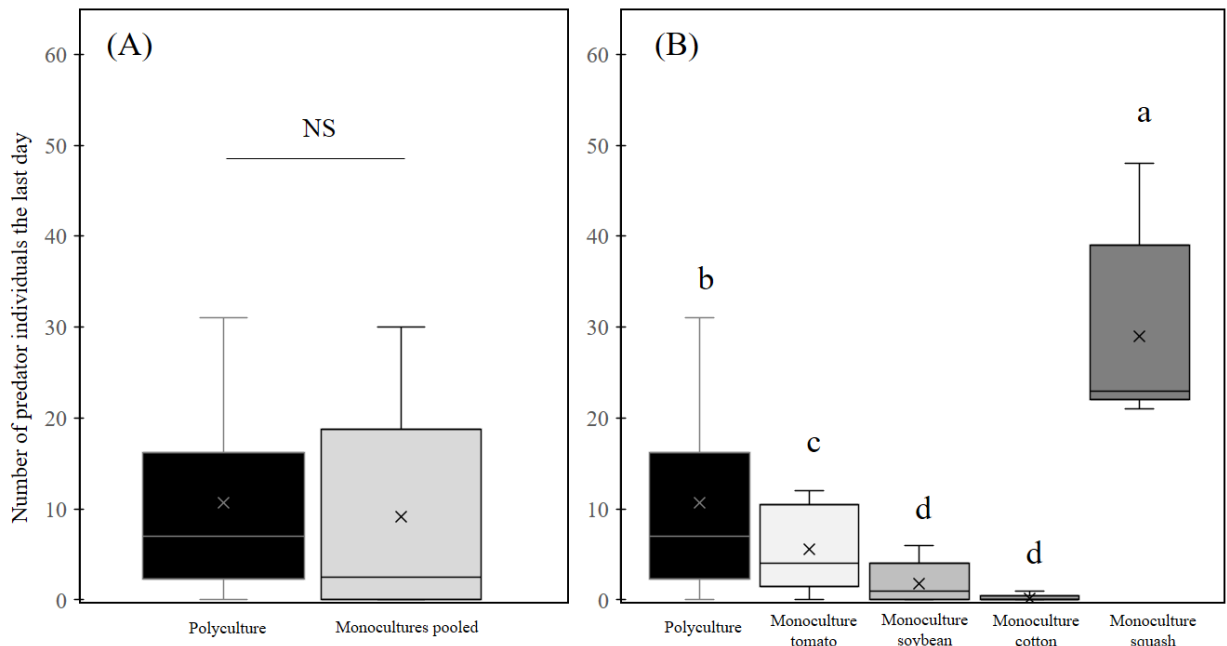 (A)
(B)
Number of predator individuals the last day
60
50
40
30
20
10
0
NS
Polyculture
Monocultures pooled
60
50
40
30
20
10
0
b
c
d
d
a
Polyculture
Monoculture
tomato
Monoculture
soybean
Monoculture
cotton
Monoculture
squash